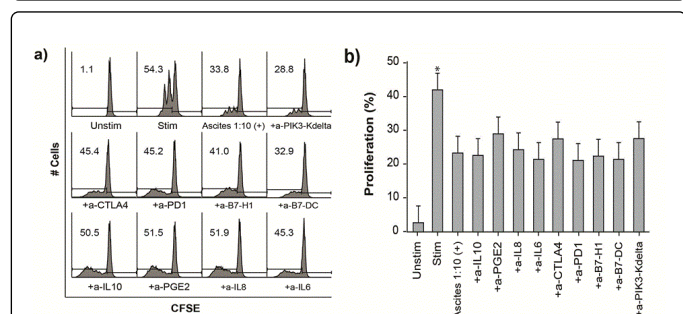 a)
# Cells
1.1 54.3 33.8 28.8
Unstim Stim Ascites 1:10 (+) +a-PIK3-Kdelta
45.4 45.2 41.0 32.9
+a-CTLA4 +a-PD1 +a-B7-H1 +a-B7-DC
50.5 51.5 51.9 45.3
+a-IL10 +a-PGE2 +a-IL8 +a-IL6
CFSE
b)
Proliferation (%)
50
40
30
20
10
0
*
Unstim
Stim
Ascites 1:10 (+)
+a-IL10
+a-PGE2
+a-IL8
+a-IL6
+a-CTLA4
+a-PD1
+a-B7-H1
+a-B7-DC
+a-PIK3-Kdelta